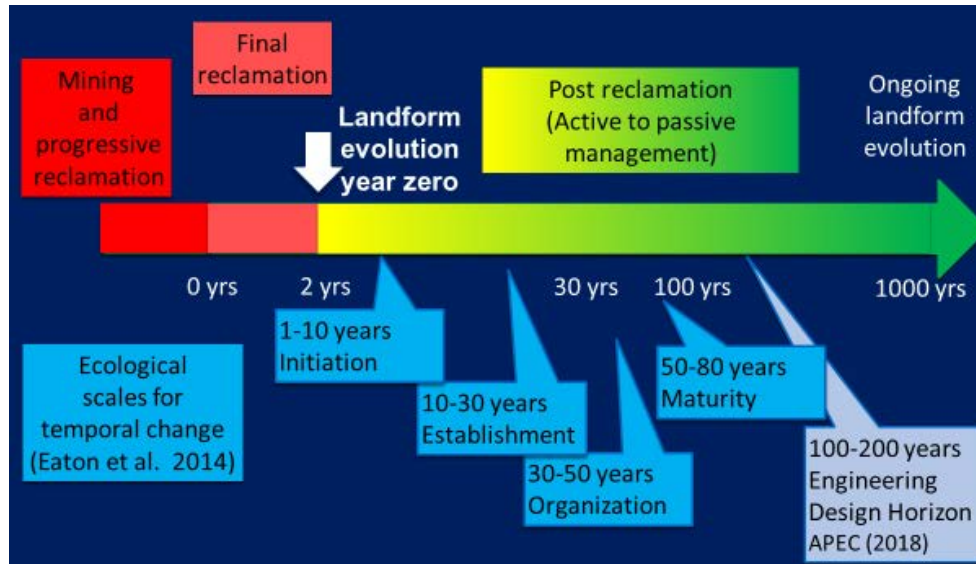 Mining
and
progressive
reclamation
Final
reclamation
Landform
evolution
year zero
Post reclamation
(Active to passive
management)
Ongoing
landform
evolution
0 yrs
2 yrs
30 yrs
100 yrs
1000 yrs
Ecological
scales for
temporal change
(Eaton et al. 2014)
1-10 years
Initiation
10-30 years
Establishment
30-50 years
Organization
50-80 years
Maturity
100-200 years
Engineering
Design Horizon
APEC (2018)